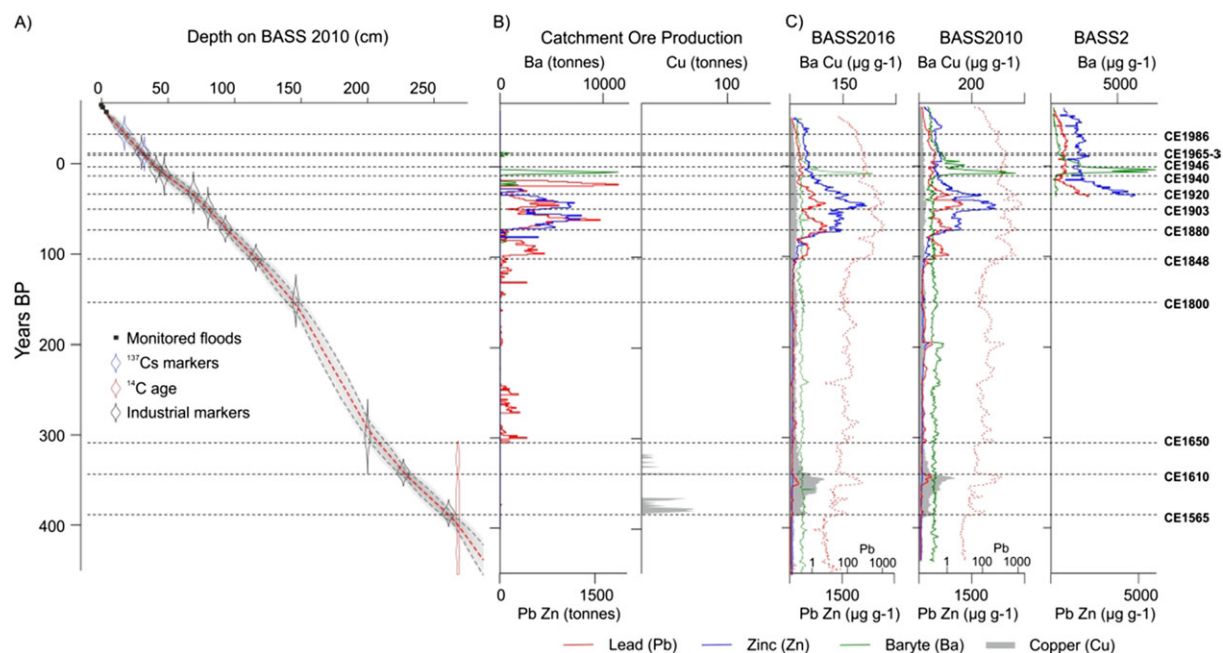 A)
Depth on BASS 2010 (cm)
0 50 100 150 200 250
Years BP
0
100
200
300
400
Monitored floods
¹³⁷Cs markers
¹⁴C age
Industrial markers
B)
Catchment Ore Production
Ba (tonnes) Cu (tonnes)
0 10000 100
0 1500
Pb Zn (tonnes)
C)
BASS2016 BASS2010 BASS2
Ba Cu (µg g-1) Ba Cu (µg g-1) Ba (µg g-1)
150 200 5000
CE1986
CE1965-3
CE1946
CE1940
CE1920
CE1903
CE1880
CE1848
CE1800
CE1650
CE1610
CE1565
Pb Pb
1 100 1000 1 100 1000
1500 1500 5000
Pb Zn (µg g-1) Pb Zn (µg g-1)
Lead (Pb) Zinc (Zn) Baryte (Ba) Copper (Cu)